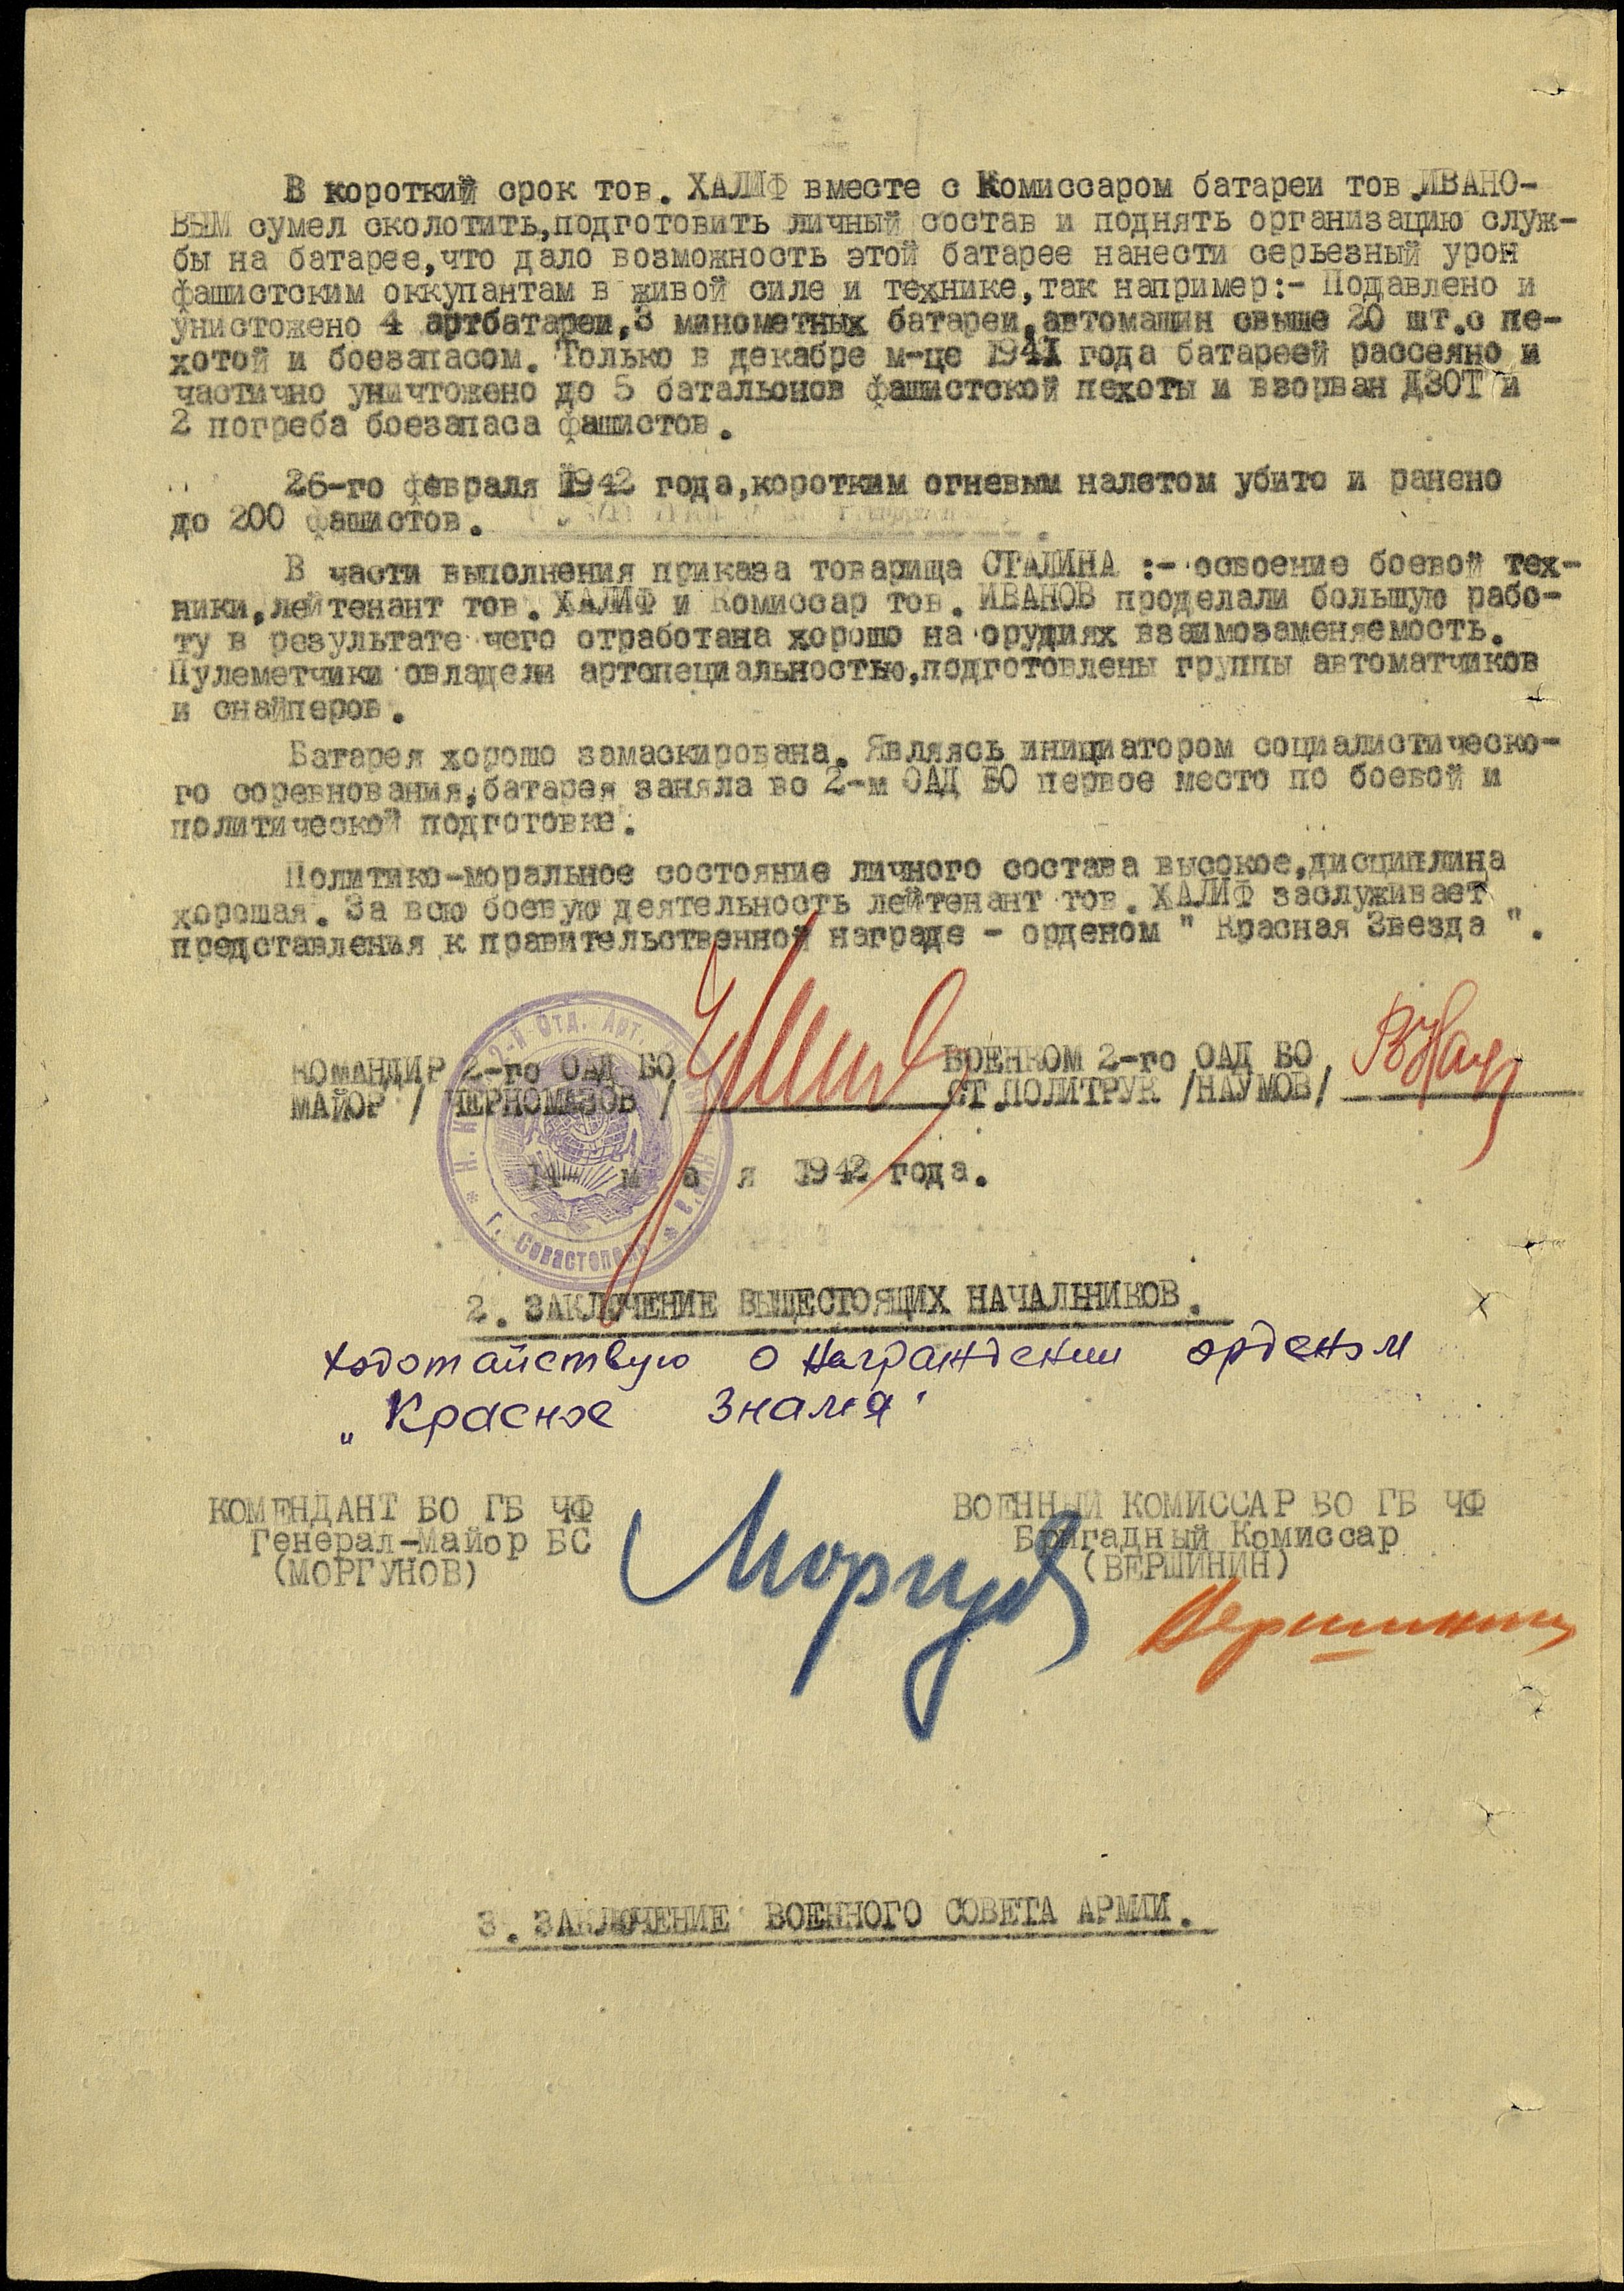 В короткий срок тов. ХАЛИФ вместе с Комиссаром батареи тов.ИВАНО-
ВЫМ сумел сколотить,подготовить личный состав и поднять организацию служ-
бы на батарее,что дало возможность этой батарее нанести серьезный урон
фашистским оккупантам в живой силе и технике,так например:- Подавлено и
унистожено 4 артбатареи,3 минометных батареи,автомашин свыше 20 шт.с пе-
хотой и боезапасом. Только в декабре м-це 1941 года батареей рассеяно и
частично уничтожено до 5 батальонов фашистской пехоты и взорван ДЗОТ и
2 погреба боезапаса фашистов.
26-го февраля 1942 года,коротким огневым налетом убито и ранено
до 200 фашистов.
В части выполнения приказа товарища СТАЛИНА :- освоение боевой тех-
ники,лейтенант тов. ХАЛИФ и Комиссар тов. ИВАНОВ проделали большую рабо-
ту в результате чего отработана хорошо на орудиях взаимозаменяемость.
Пулеметчики овладели артспециальностью,подготовлены группы автоматчиков
и снайперов.
Батарея хорошо замаскирована. Являясь инициатором социалистическо-
го соревнования,батарея заняла во 2-м ОАД БО первое место по боевой и
политической подготовке.
Политико-моральное состояние личного состава высокое,дисциплина
хорошая. За всю боевую деятельность лейтенант тов. ХАЛИФ заслуживает
представления к правительственной награде - орденом " Красная Звезда ".
КОМАНДИР 2-го ОАД БО
МАЙОР / ЧЕРНОМАЗОВ /
ВОЕНКОМ 2-го ОАД БО
СТ.ПОЛИТРУК /НАУМОВ/
2-й Отд. Арт.
г. Севастополь
11 м а я 1942 года.
2. ЗАКЛЮЧЕНИЕ ВЫШЕСТОЯЩИХ НАЧАЛЬНИКОВ.
Ходотайствую о награждении орденом
„Красное Знамя"
КОМЕНДАНТ БО ГБ ЧФ
Генерал-Майор БС
(МОРГУНОВ)
Моргунов
ВОЕННЫЙ КОМИССАР БО ГБ ЧФ
Бригадный Комиссар
(ВЕРШИНИН)
Вершинин
3. ЗАКЛЮЧЕНИЕ ВОЕННОГО СОВЕТА АРМИИ.